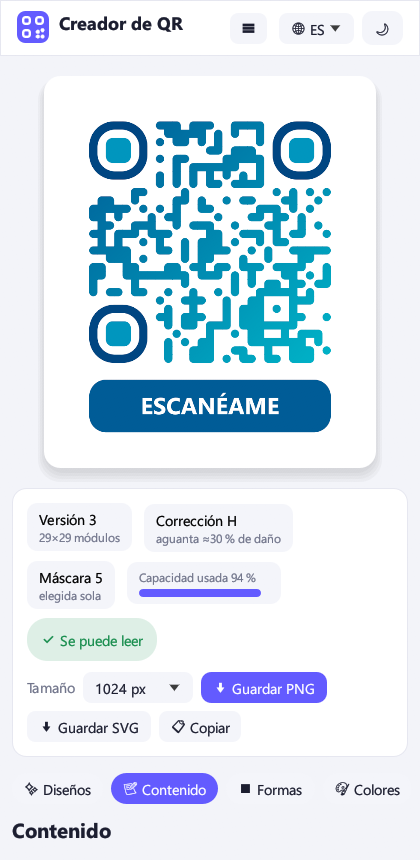 Creador de QR
ES
ESCANÉAME
Versión 3
29×29 módulos
Corrección H
aguanta ≈30 % de daño
Máscara 5
elegida sola
Capacidad usada 94 %
Se puede leer
Tamaño
1024 px
Guardar PNG
Guardar SVG
Copiar
Diseños
Contenido
Formas
Colores
Contenido